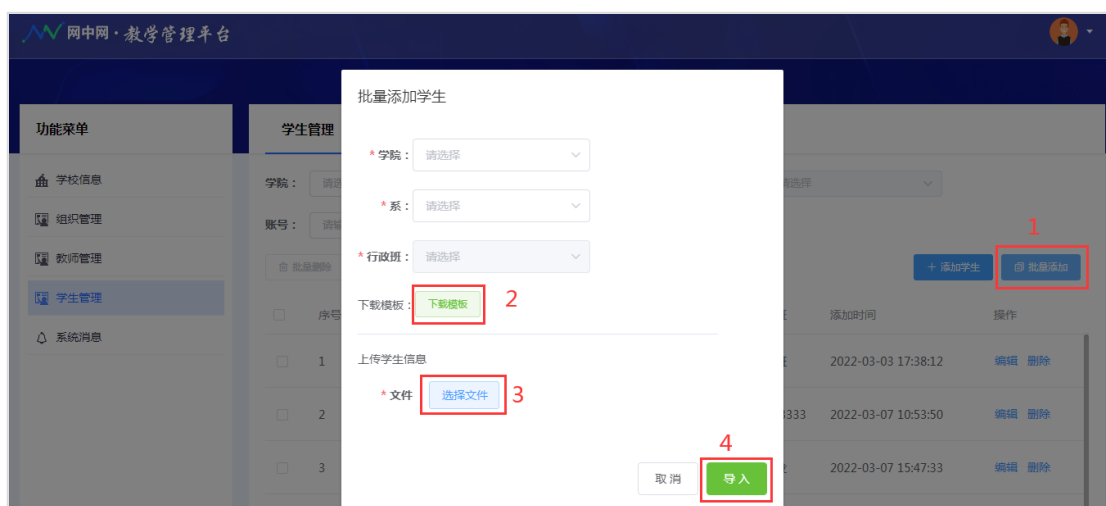 网中网·教学管理平台
批量添加学生
功能菜单
学生管理
* 学院： 请选择
学校信息
学院：
* 系： 请选择
组织管理
账号：
1
教师管理
* 行政班： 请选择
批量删除
+ 添加学生
批量添加
学生管理
下载模板： 下载模板 2
序号
添加时间
操作
系统消息
上传学生信息
1
2022-03-03 17:38:12
编辑 删除
* 文件 选择文件 3
2
3333
2022-03-07 10:53:50
编辑 删除
4
3
2022-03-07 15:47:33
编辑 删除
取消
导入